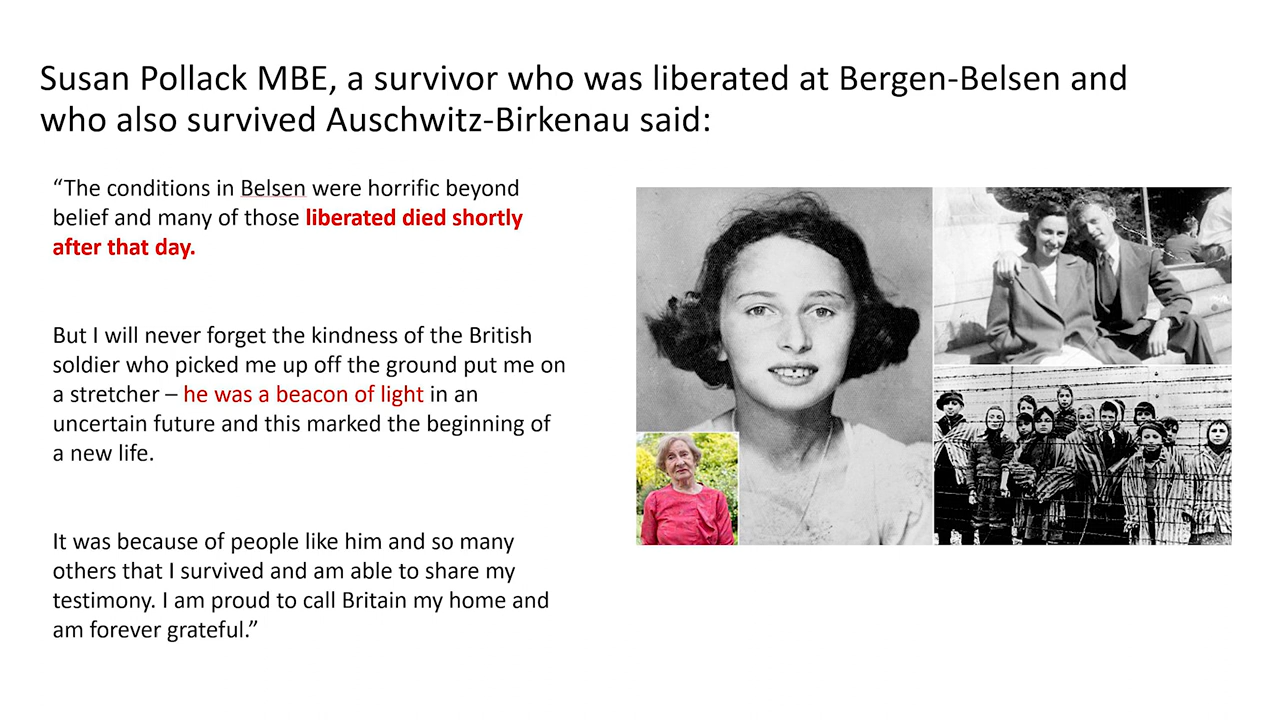 Susan Pollack MBE, a survivor who was liberated at Bergen-Belsen and
who also survived Auschwitz-Birkenau said:
“The conditions in Belsen were horrific beyond
belief and many of those liberated died shortly
after that day.
But I will never forget the kindness of the British
soldier who picked me up off the ground put me on
a stretcher – he was a beacon of light in an
uncertain future and this marked the beginning of
a new life.
It was because of people like him and so many
others that I survived and am able to share my
testimony. I am proud to call Britain my home and
am forever grateful.”